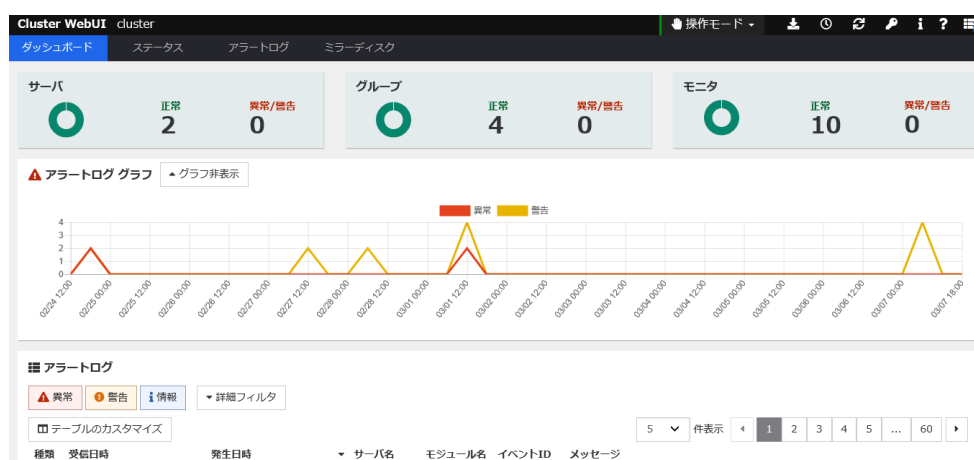 Cluster WebUI cluster 操作モード
ダッシュボード ステータス アラートログ ミラーディスク
サーバ
正常 異常/警告
2 0
グループ
正常 異常/警告
4 0
モニタ
正常 異常/警告
10 0
アラートログ グラフ グラフ非表示
異常 警告
4
3
2
1
0
02/24 12:00 02/25 00:00 02/25 12:00 02/26 00:00 02/26 12:00 02/27 00:00 02/27 12:00 02/28 00:00 02/28 12:00 03/01 00:00 03/01 12:00 03/02 00:00 03/02 12:00 03/03 00:00 03/03 12:00 03/04 00:00 03/04 12:00 03/05 00:00 03/05 12:00 03/06 00:00 03/06 12:00 03/07 00:00 03/07 18:00
アラートログ
異常 警告 情報 詳細フィルタ
テーブルのカスタマイズ 5 件表示 1 2 3 4 5 ... 60
種類 受信日時 発生日時 サーバ名 モジュール名 イベントID メッセージ